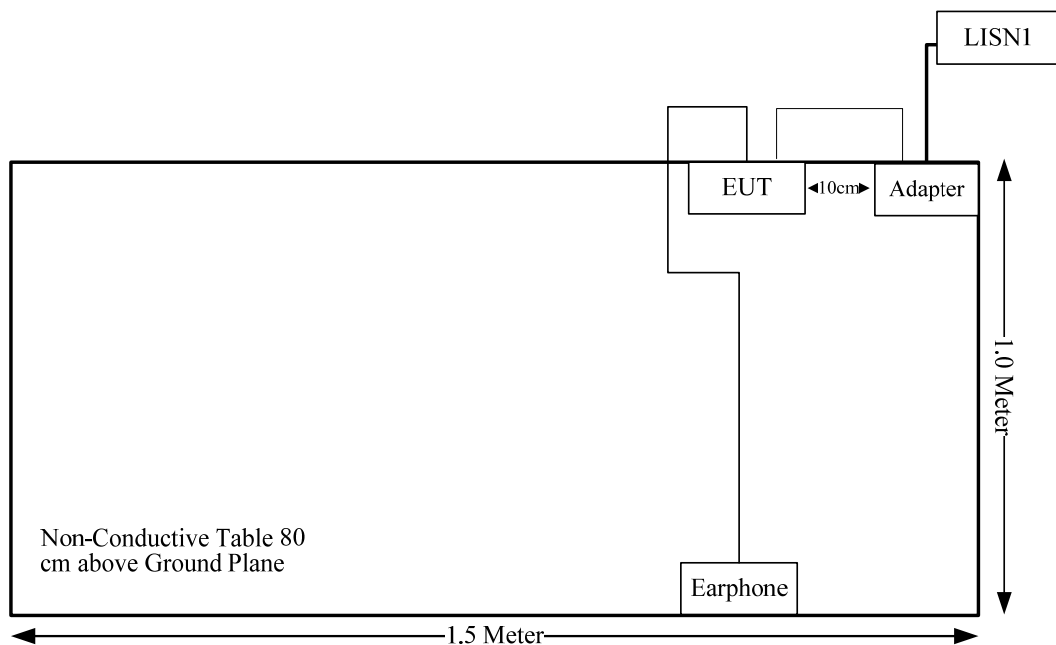 LISN1
EUT
10cm
Adapter
1.0 Meter
Non-Conductive Table 80
cm above Ground Plane
Earphone
1.5 Meter